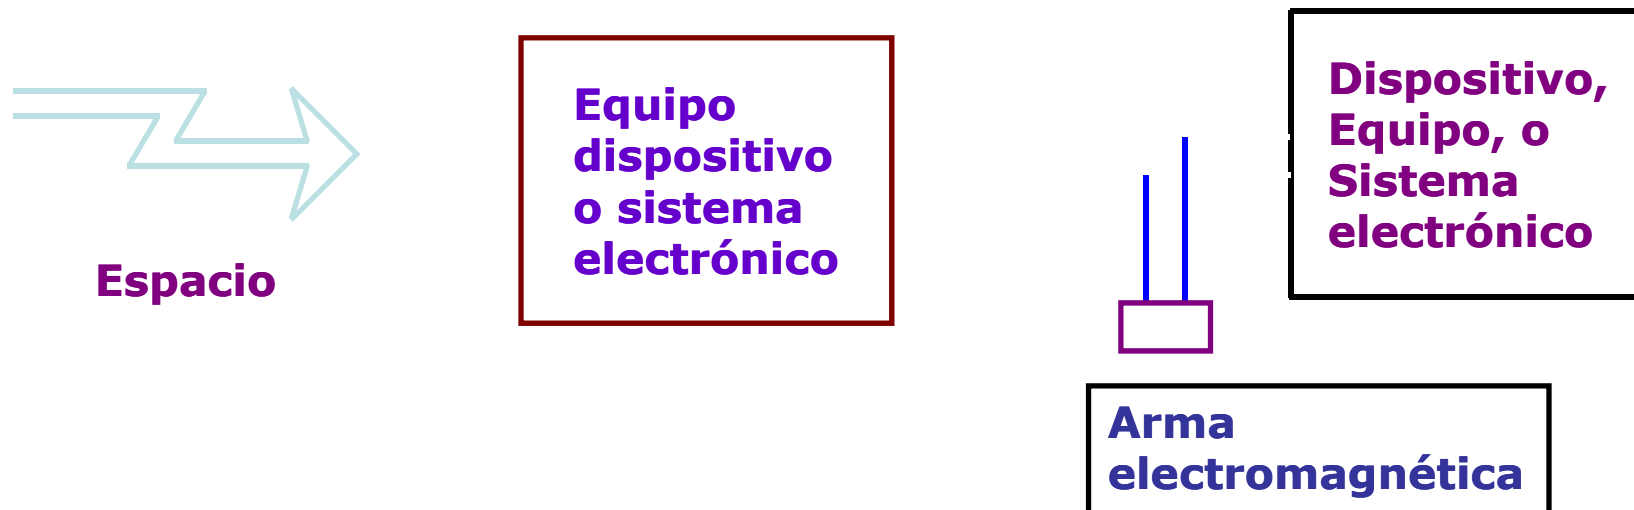 Espacio
Equipo
dispositivo
o sistema
electrónico
Dispositivo,
Equipo, o
Sistema
electrónico
Arma
electromagnética